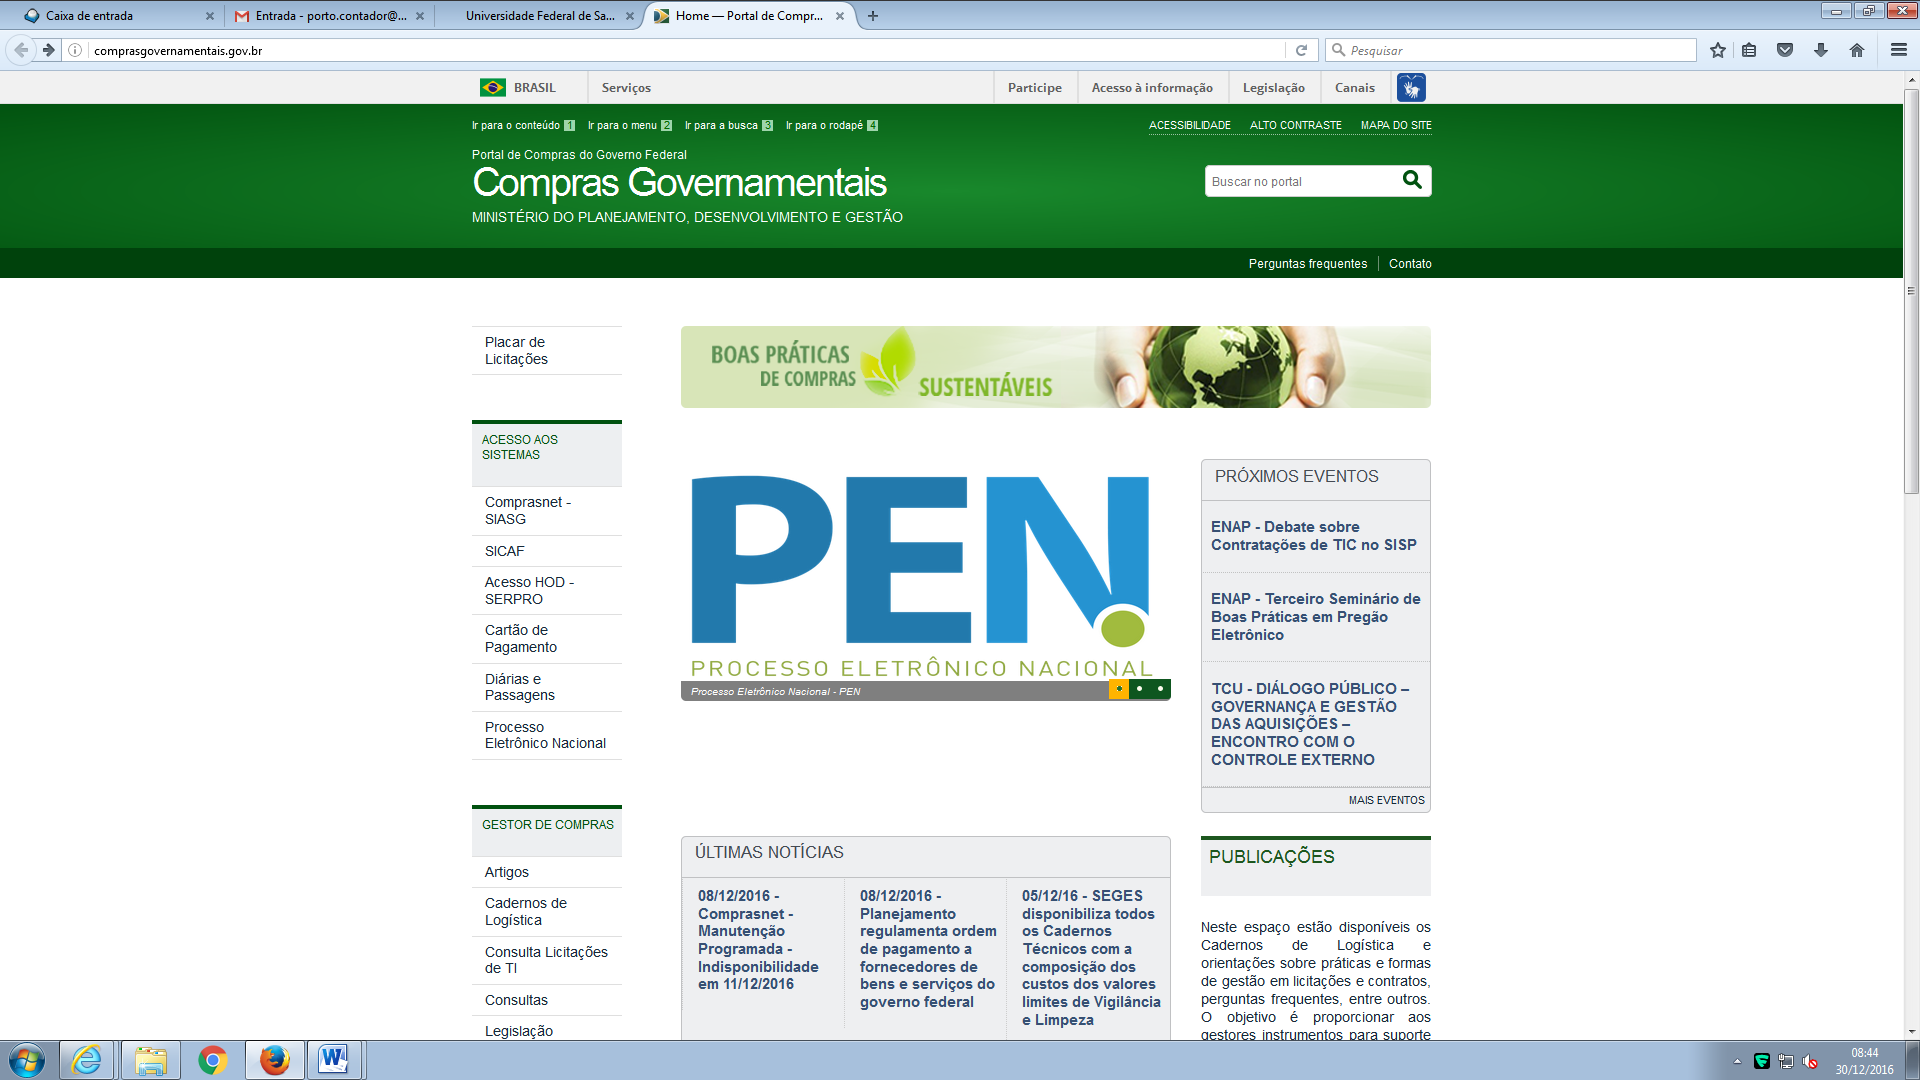 Caixa de entrada
Entrada - porto.contador@...
Universidade Federal de Sa...
Home — Portal de Compr...
comprasgovernamentais.gov.br
Pesquisar
BRASIL
Serviços
Participe
Acesso à informação
Legislação
Canais
Ir para o conteúdo 1
Ir para o menu 2
Ir para a busca 3
Ir para o rodapé 4
ACESSIBILIDADE
ALTO CONTRASTE
MAPA DO SITE
Portal de Compras do Governo Federal
Compras Governamentais
MINISTÉRIO DO PLANEJAMENTO, DESENVOLVIMENTO E GESTÃO
Buscar no portal
Perguntas frequentes
Contato
Placar de
Licitações
ACESSO AOS
SISTEMAS
Comprasnet -
SIASG
SICAF
Acesso HOD -
SERPRO
Cartão de
Pagamento
Diárias e
Passagens
Processo
Eletrônico Nacional
GESTOR DE COMPRAS
Artigos
Cadernos de
Logística
Consulta Licitações
de TI
Consultas
Legislação
BOAS PRÁTICAS
DE COMPRAS
SUSTENTÁVEIS
PEN
PROCESSO ELETRÔNICO NACIONAL
Processo Eletrônico Nacional - PEN
PRÓXIMOS EVENTOS
ENAP - Debate sobre
Contratações de TIC no SISP
ENAP - Terceiro Seminário de
Boas Práticas em Pregão
Eletrônico
TCU - DIÁLOGO PÚBLICO –
GOVERNANÇA E GESTÃO
DAS AQUISIÇÕES –
ENCONTRO COM O
CONTROLE EXTERNO
MAIS EVENTOS
ÚLTIMAS NOTÍCIAS
08/12/2016 -
Comprasnet -
Manutenção
Programada -
Indisponibilidade
em 11/12/2016
08/12/2016 -
Planejamento
regulamenta ordem
de pagamento a
fornecedores de
bens e serviços do
governo federal
05/12/16 - SEGES
disponibiliza todos
os Cadernos
Técnicos com a
composição dos
custos dos valores
limites de Vigilância
e Limpeza
PUBLICAÇÕES
Neste espaço estão disponíveis os
Cadernos de Logística e
orientações sobre práticas e formas
de gestão em licitações e contratos,
perguntas frequentes, entre outros.
O objetivo é proporcionar aos
gestores instrumentos para suporte
08:44
30/12/2016